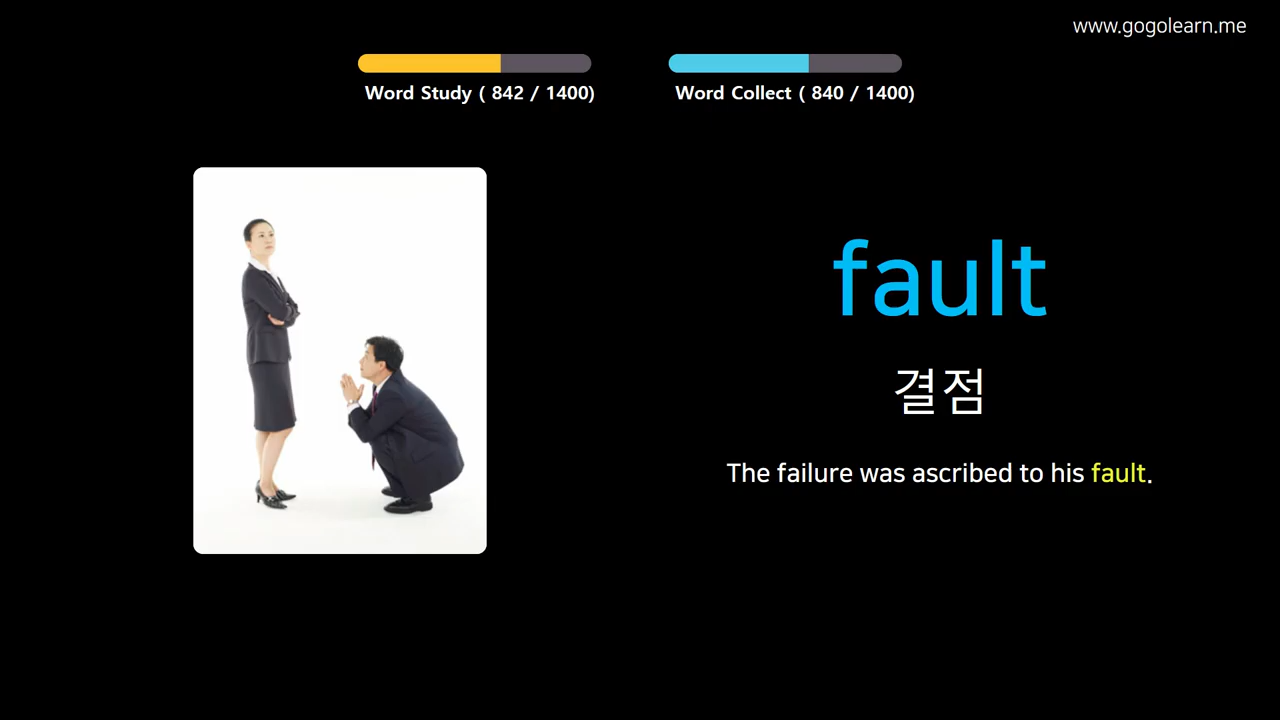 www.gogolearn.me
Word Study ( 842 / 1400)
Word Collect ( 840 / 1400)
fault
결점
The failure was ascribed to his fault.